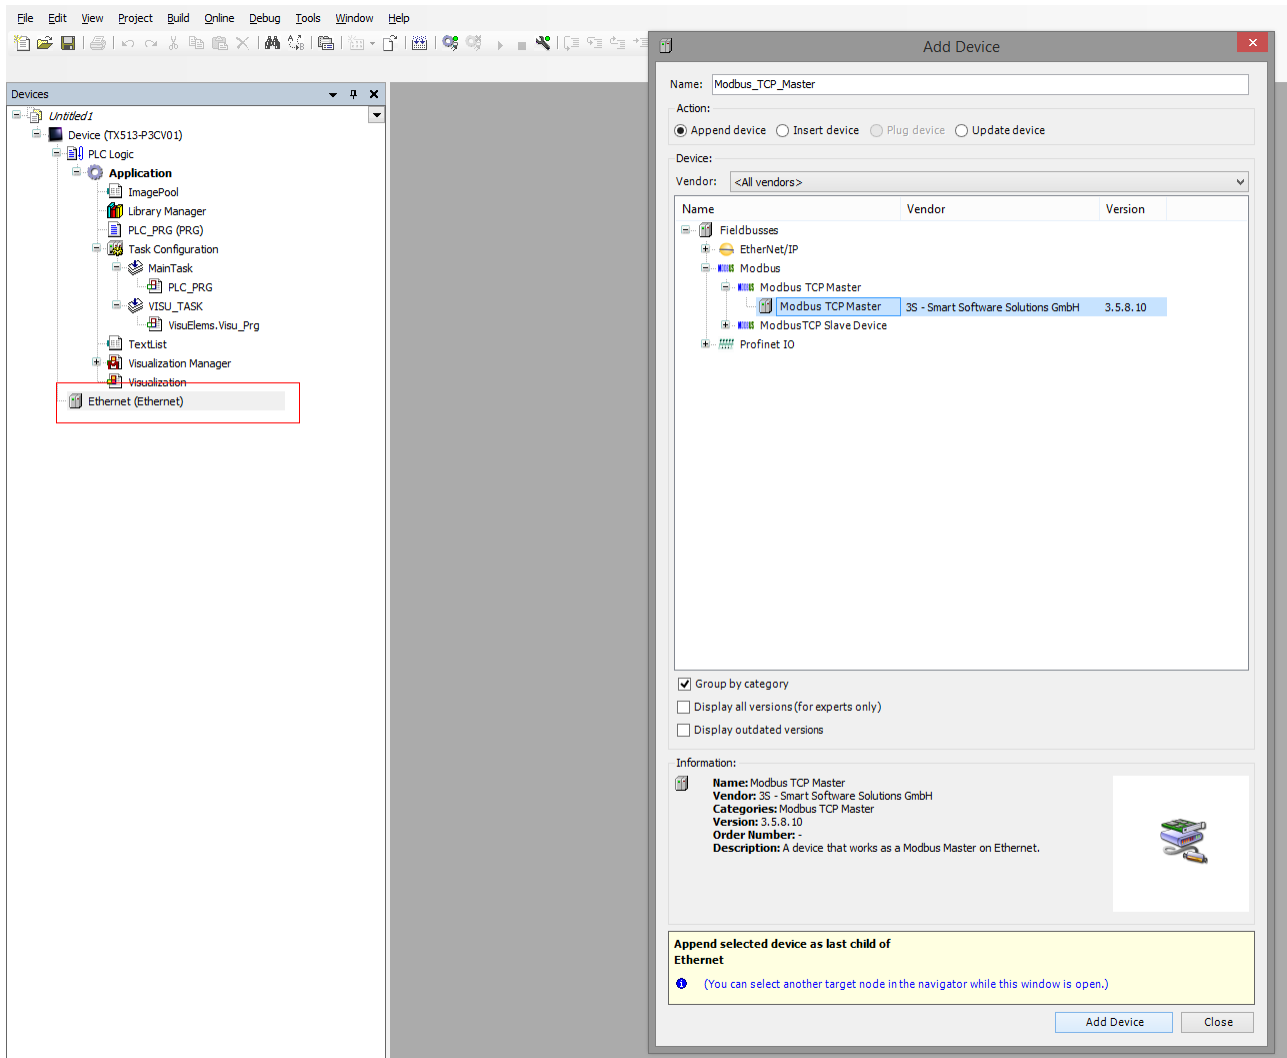 File Edit View Project Build Online Debug Tools Window Help
Devices
Untitled1
Device (TX513-P3CV01)
PLC Logic
Application
ImagePool
Library Manager
PLC_PRG (PRG)
Task Configuration
MainTask
PLC_PRG
VISU_TASK
VisuElems.Visu_Prg
TextList
Visualization Manager
Visualization
Ethernet (Ethernet)
Add Device
Name: Modbus_TCP_Master
Action:
Append device Insert device Plug device Update device
Device:
Vendor: <All vendors>
Name Vendor Version
Fieldbusses
EtherNet/IP
Modbus
Modbus TCP Master
Modbus TCP Master 3S - Smart Software Solutions GmbH 3.5.8.10
ModbusTCP Slave Device
Profinet IO
Group by category
Display all versions (for experts only)
Display outdated versions
Information:
Name: Modbus TCP Master
Vendor: 3S - Smart Software Solutions GmbH
Categories: Modbus TCP Master
Version: 3.5.8.10
Order Number: -
Description: A device that works as a Modbus Master on Ethernet.
Append selected device as last child of
Ethernet
(You can select another target node in the navigator while this window is open.)
Add Device Close